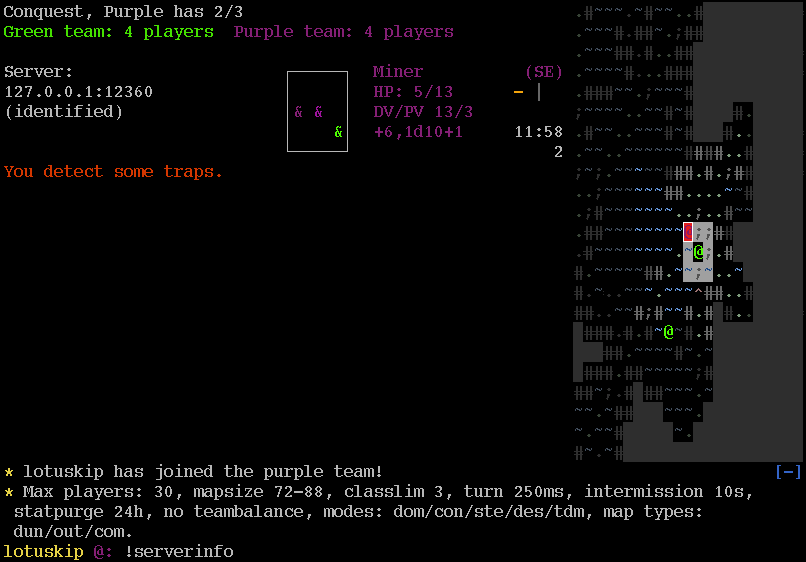 Conquest, Purple has 2/3
Green team: 4 players  Purple team: 4 players
Server:
127.0.0.1:12360
(identified)
Miner (SE)
HP: 5/13
DV/PV 13/3
+6,1d10+1
11:58
2
You detect some traps.
* lotuskip has joined the purple team!
[-]
* Max players: 30, mapsize 72-88, classlim 3, turn 250ms, intermission 10s,
statpurge 24h, no teambalance, modes: dom/con/ste/des/tdm, map types:
dun/out/com.
lotuskip @: !serverinfo